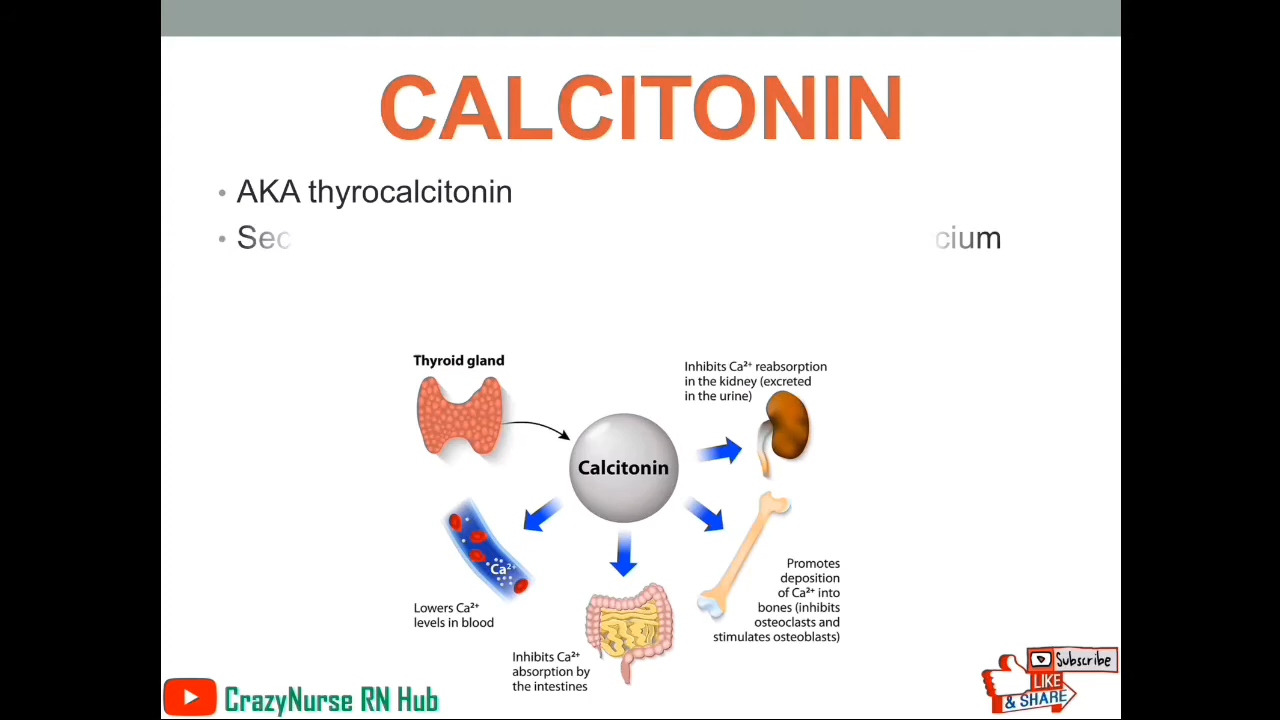 CALCITONIN
• AKA thyrocalcitonin
Thyroid gland
Inhibits Ca²⁺ reabsorption
in the kidney (excreted
in the urine)
Calcitonin
Ca²⁺
Promotes
deposition
of Ca²⁺ into
bones (inhibits
osteoclasts and
stimulates osteoblasts)
Lowers Ca²⁺
levels in blood
Inhibits Ca²⁺
absorption by
the intestines
CrazyNurse RN Hub
Subscribe
LIKE
& SHARE